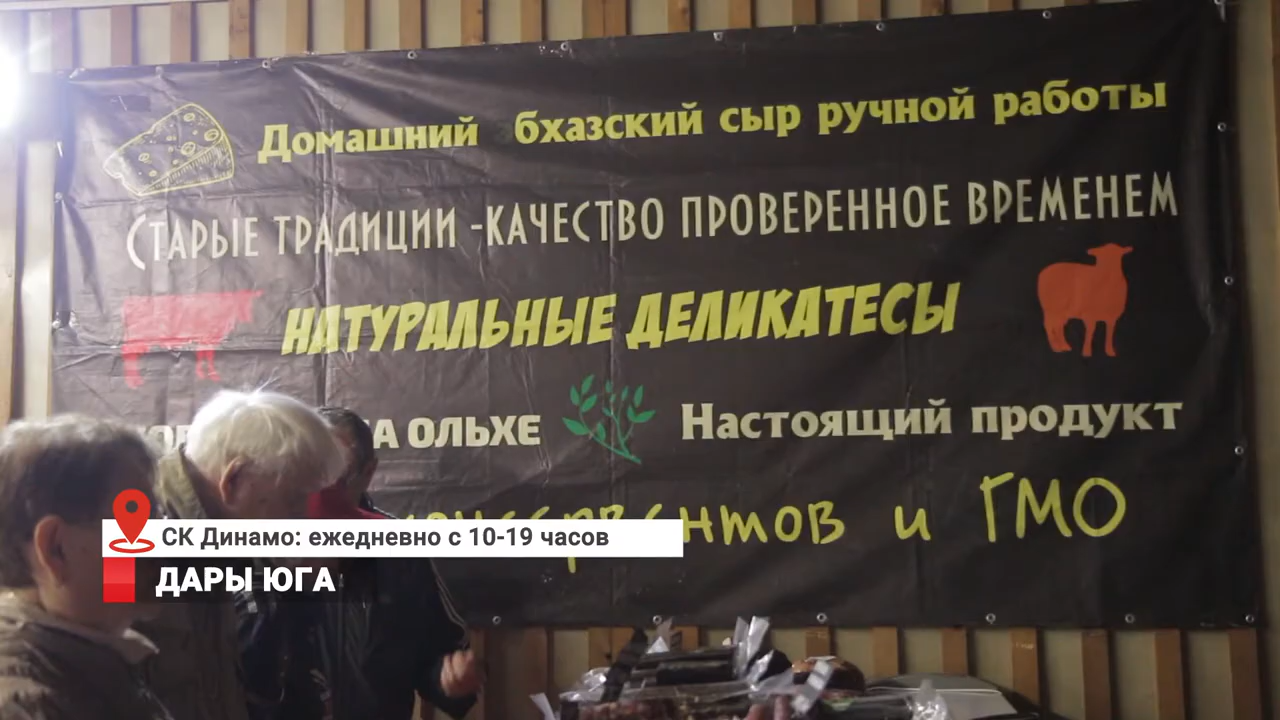 Домашний бхазский сыр ручной работы
СТАРЫЕ ТРАДИЦИИ -КАЧЕСТВО ПРОВЕРЕННОЕ ВРЕМЕНЕМ
НАТУРАЛЬНЫЕ ДЕЛИКАТЕСЫ
НА ОЛЬХЕ
Настоящий продукт
и ГМО
СК Динамо: ежедневно с 10-19 часов
ДАРЫ ЮГА